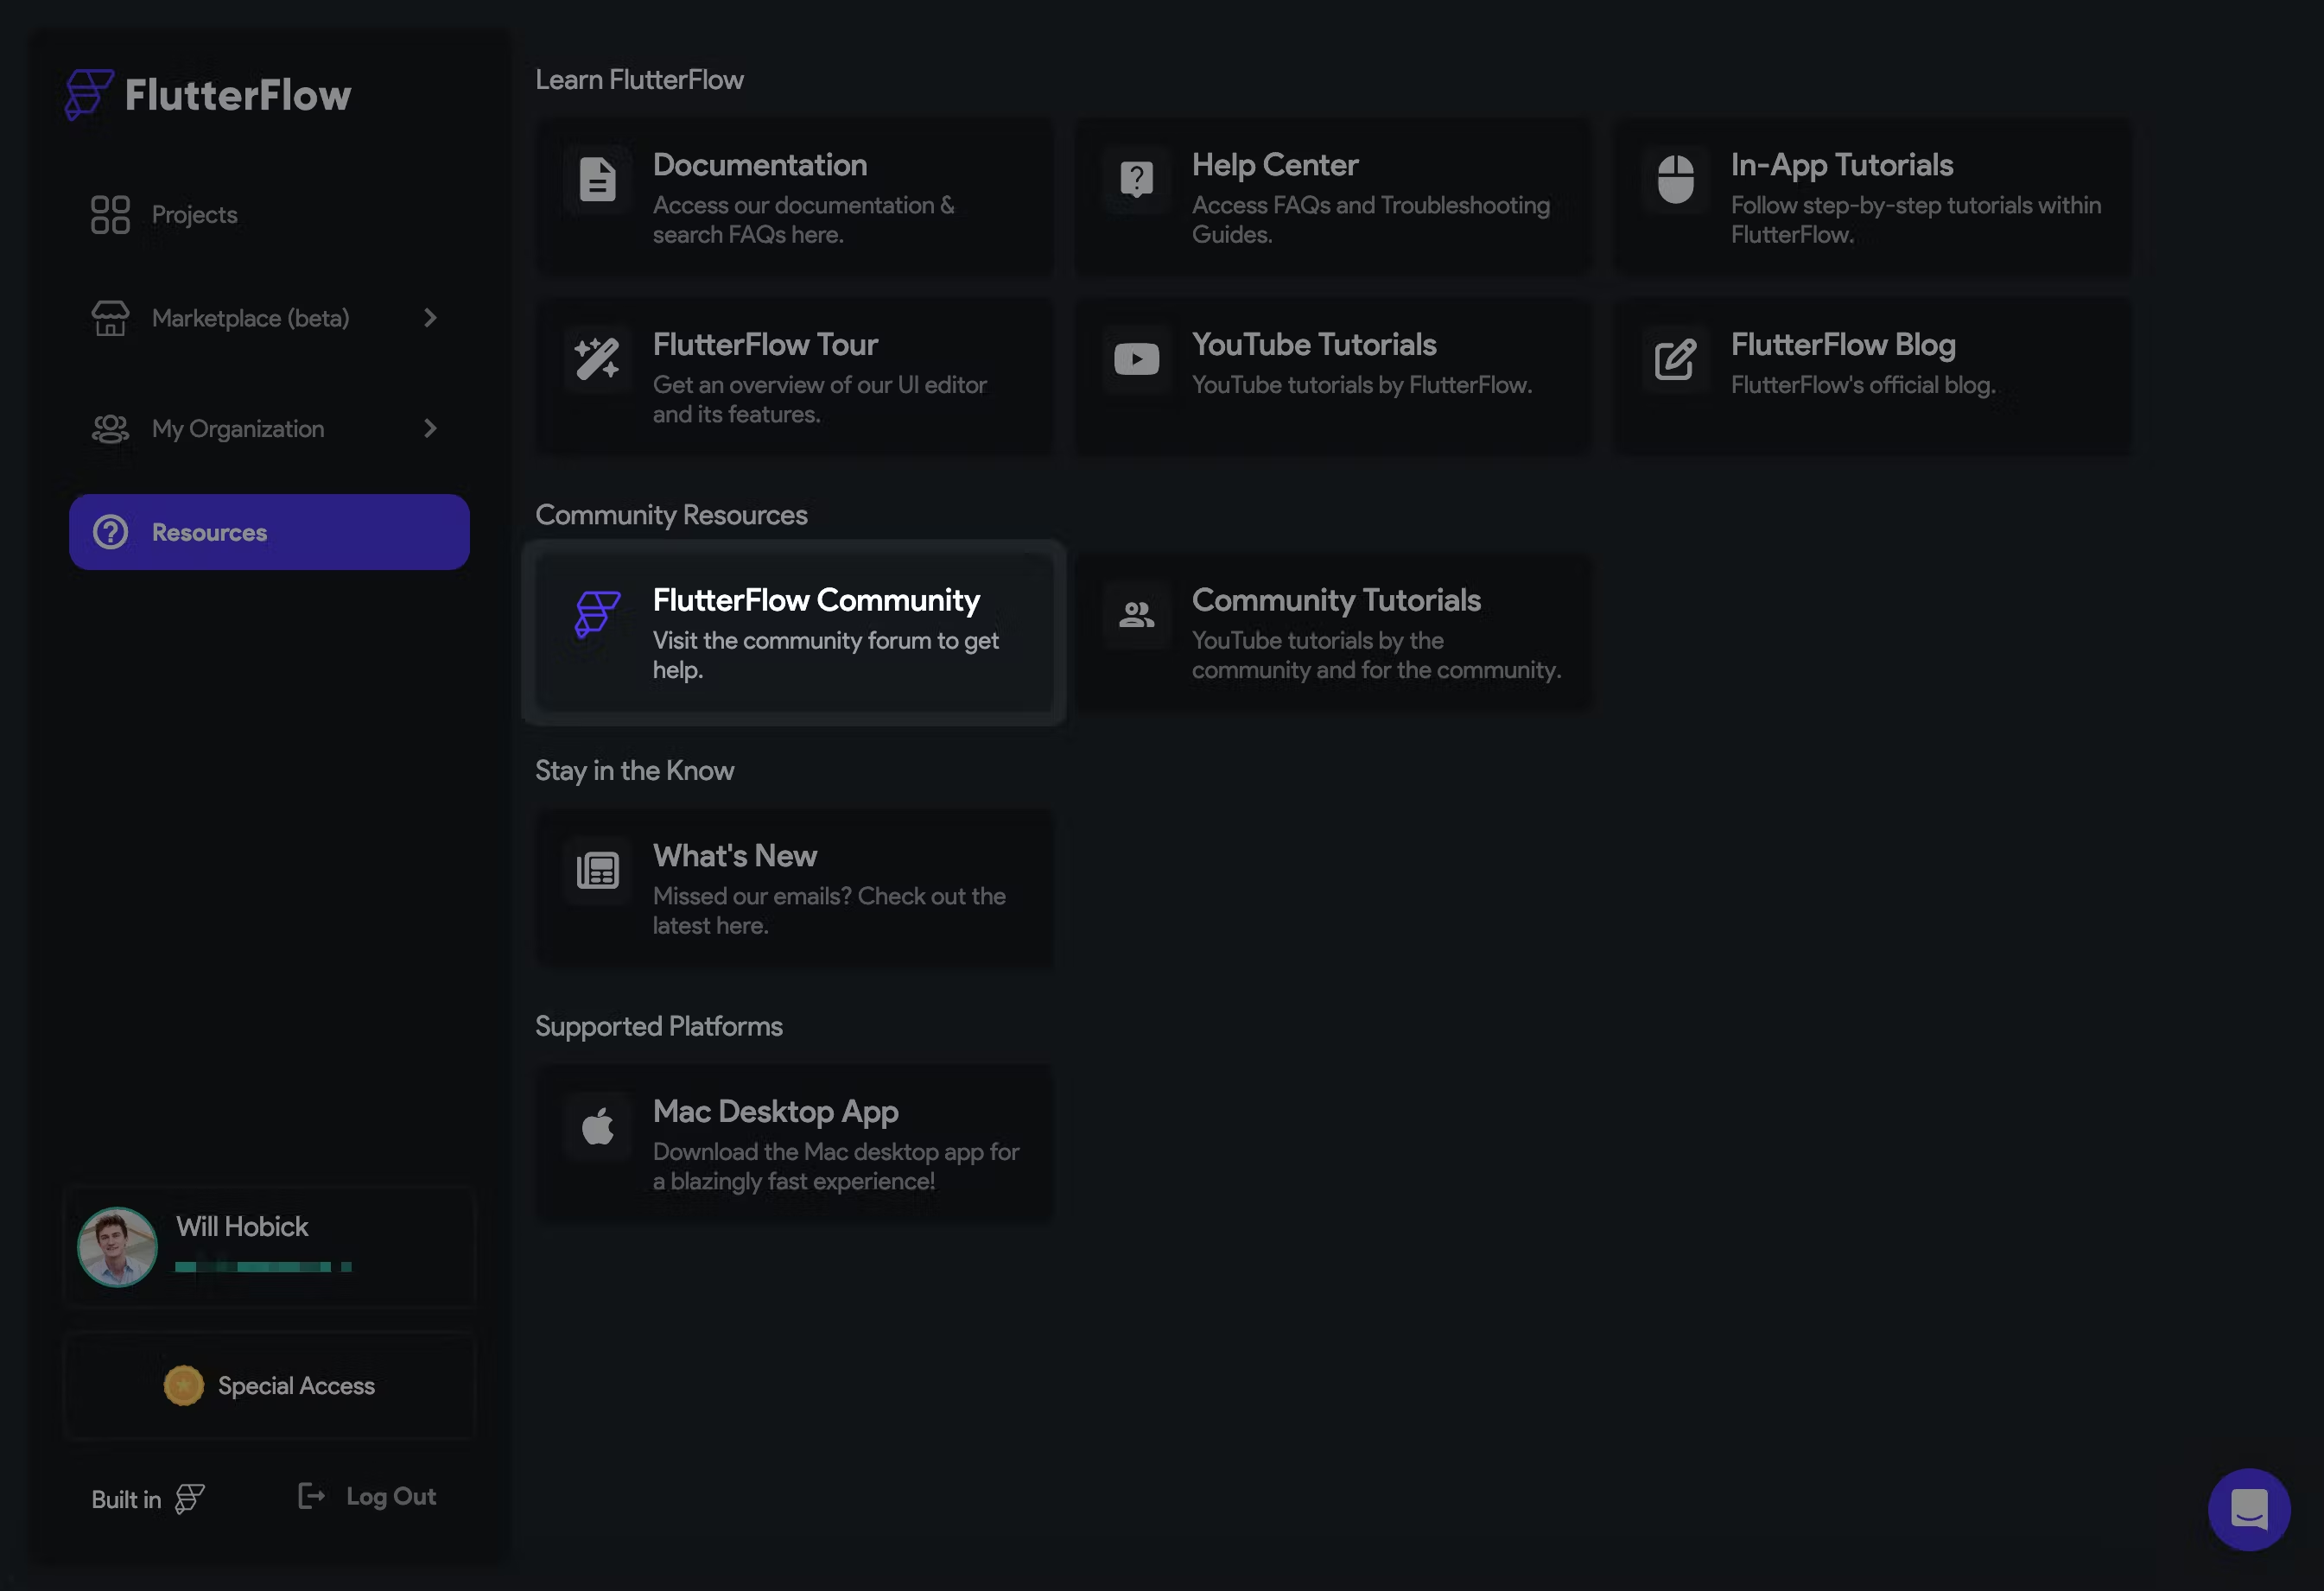 FlutterFlow
Projects
Marketplace (beta)
My Organization
Resources
Will Hobick
Special Access
Built in
Log Out
Learn FlutterFlow
Documentation
Access our documentation &
search FAQs here.
Help Center
Access FAQs and Troubleshooting
Guides.
In-App Tutorials
Follow step-by-step tutorials within
FlutterFlow.
FlutterFlow Tour
Get an overview of our UI editor
and its features.
YouTube Tutorials
YouTube tutorials by FlutterFlow.
FlutterFlow Blog
FlutterFlow's official blog.
Community Resources
FlutterFlow Community
Visit the community forum to get
help.
Community Tutorials
YouTube tutorials by the
community and for the community.
Stay in the Know
What's New
Missed our emails? Check out the
latest here.
Supported Platforms
Mac Desktop App
Download the Mac desktop app for
a blazingly fast experience!